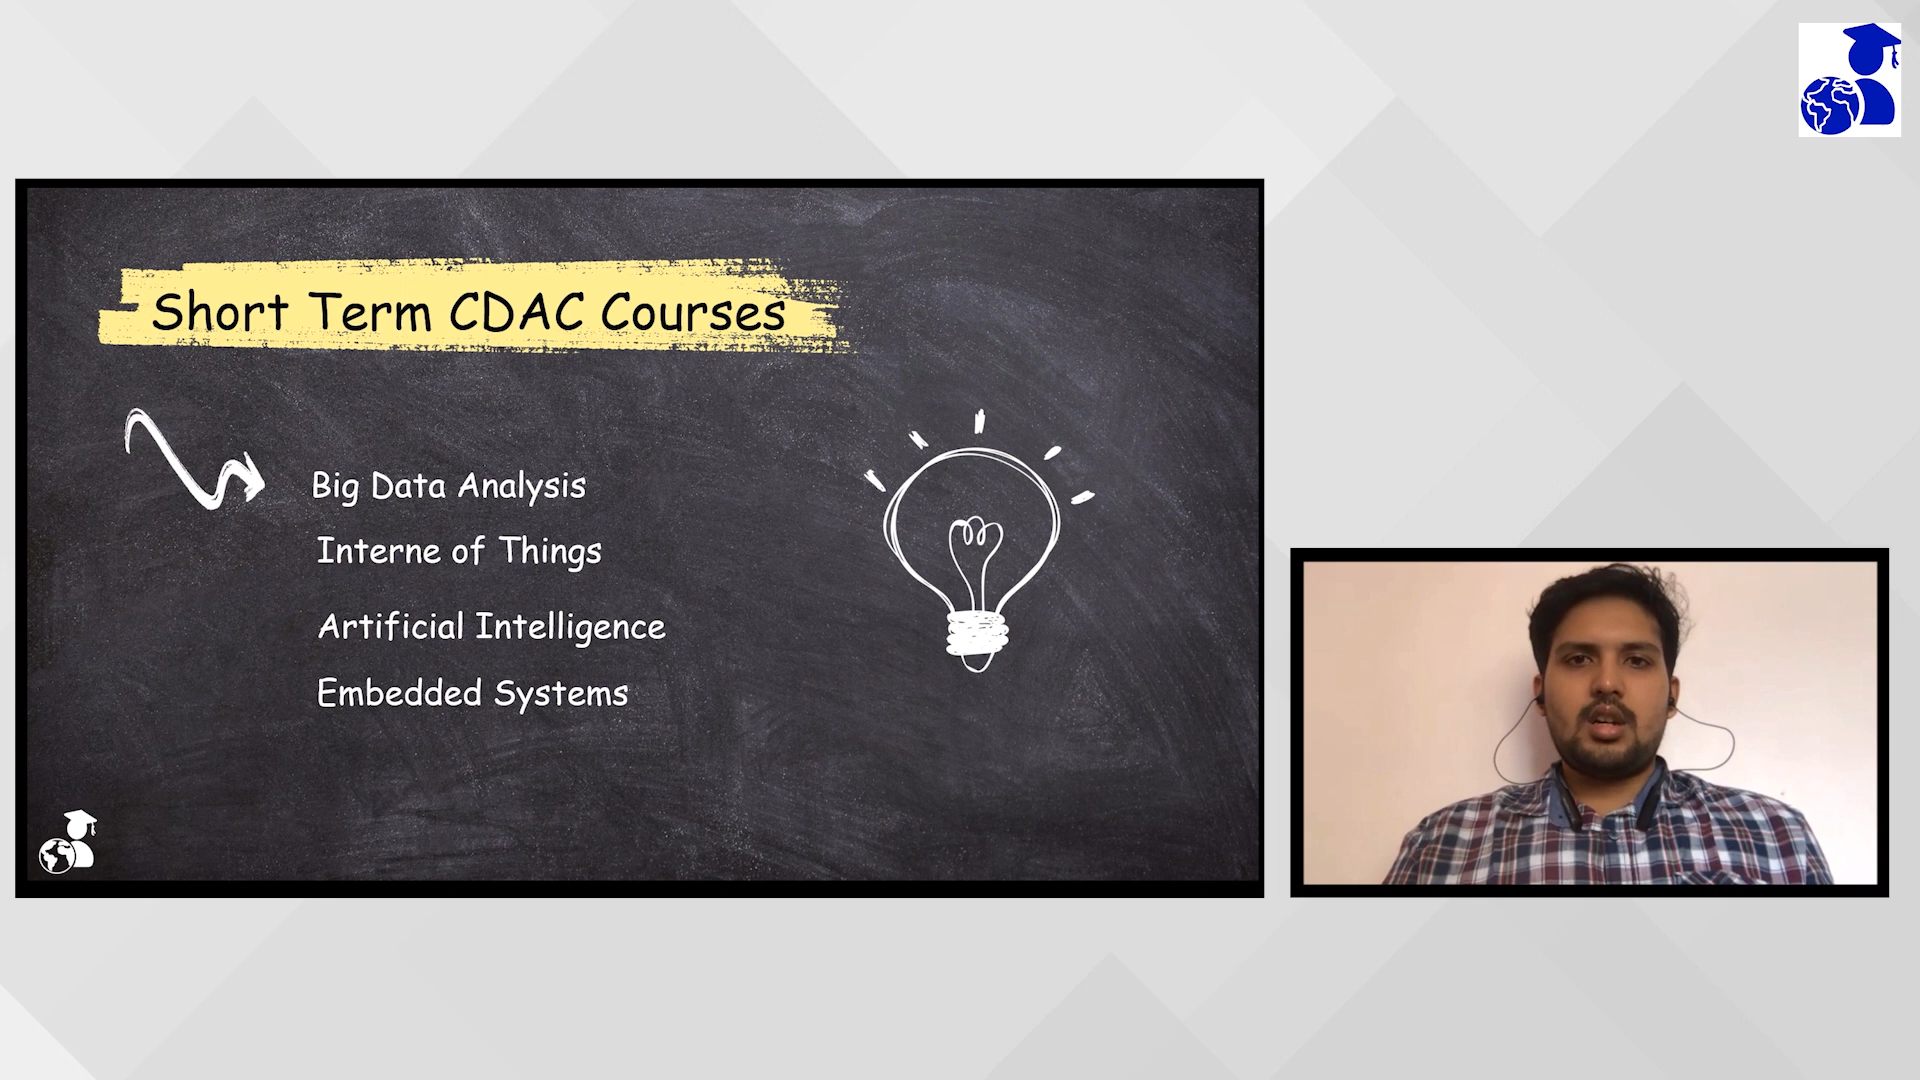 Short Term CDAC Courses
Big Data Analysis
Interne of Things
Artificial Intelligence
Embedded Systems